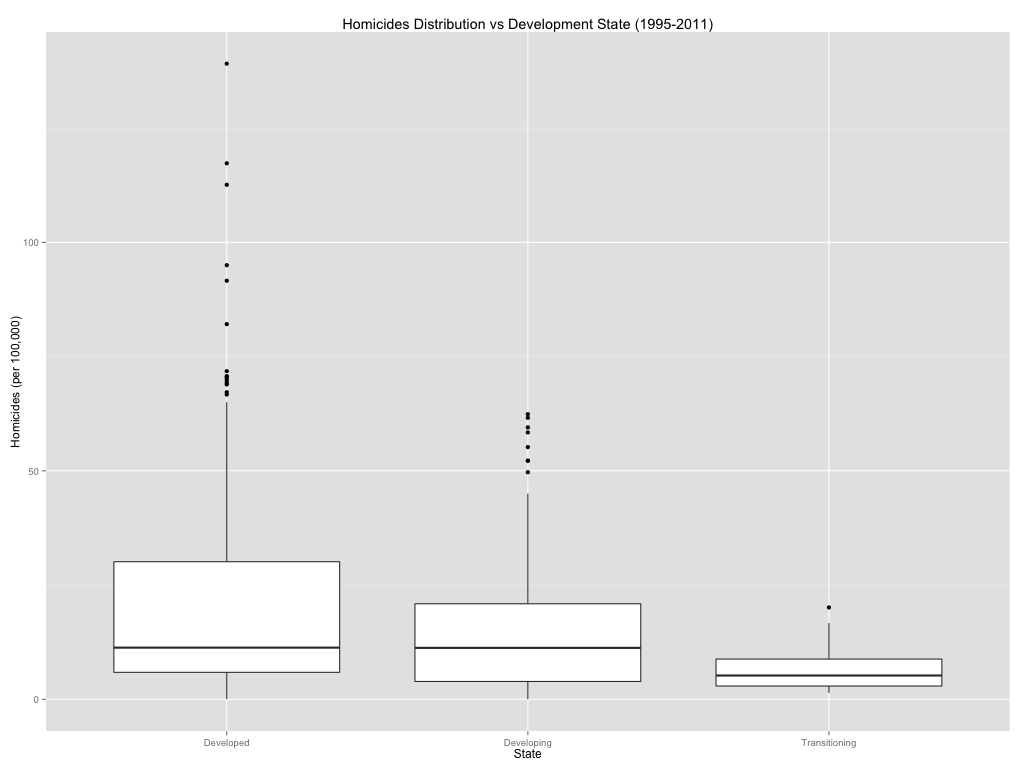 Homicides Distribution vs Development State (1995-2011)
Homicides (per 100,000)
100
50
0
Developed
Developing
Transitioning
State